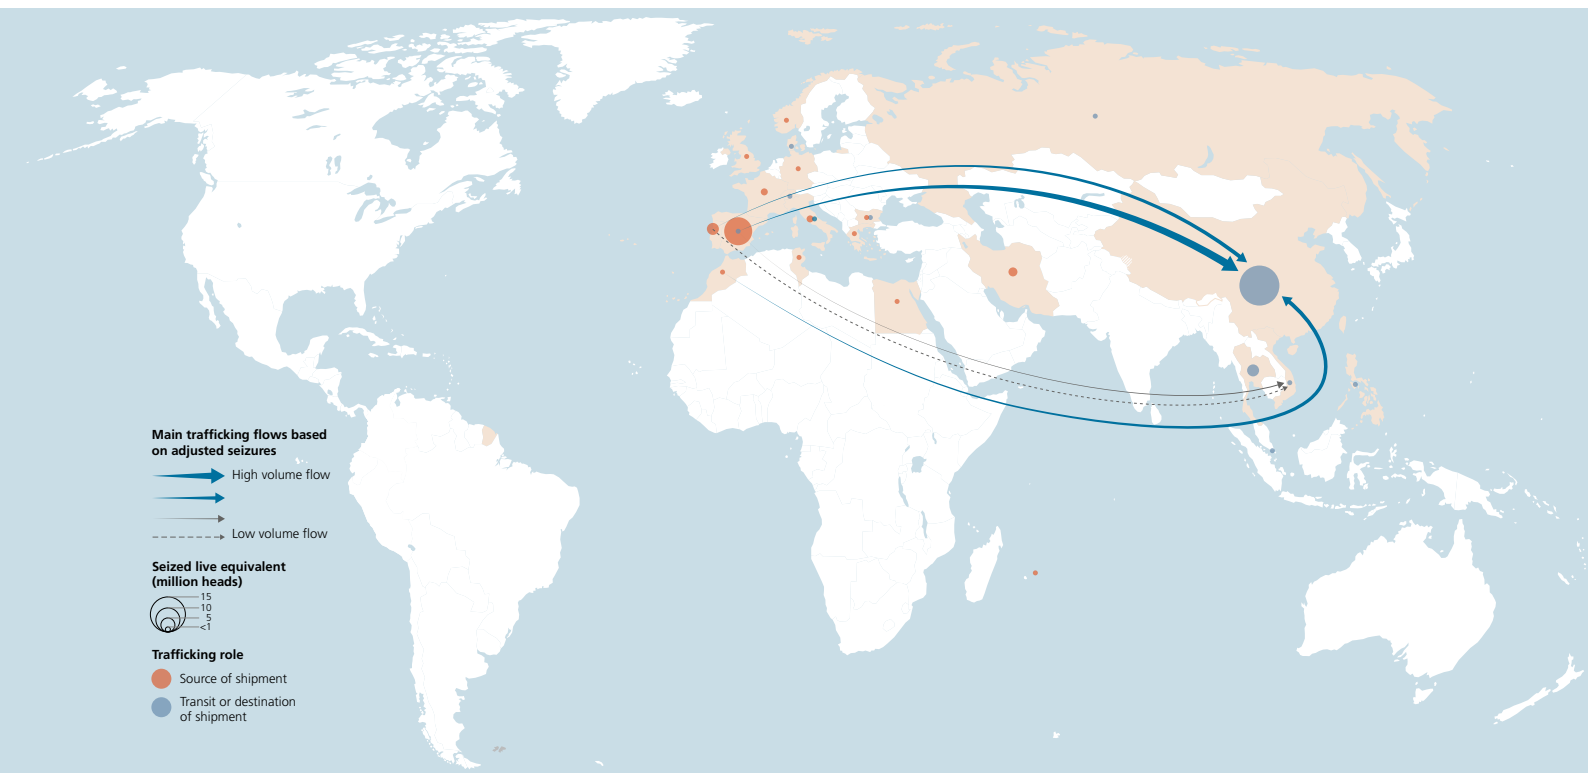 Main trafficking flows based
on adjusted seizures
High volume flow
Low volume flow
Seized live equivalent
(million heads)
15
10
5
<1
Trafficking role
Source of shipment
Transit or destination
of shipment